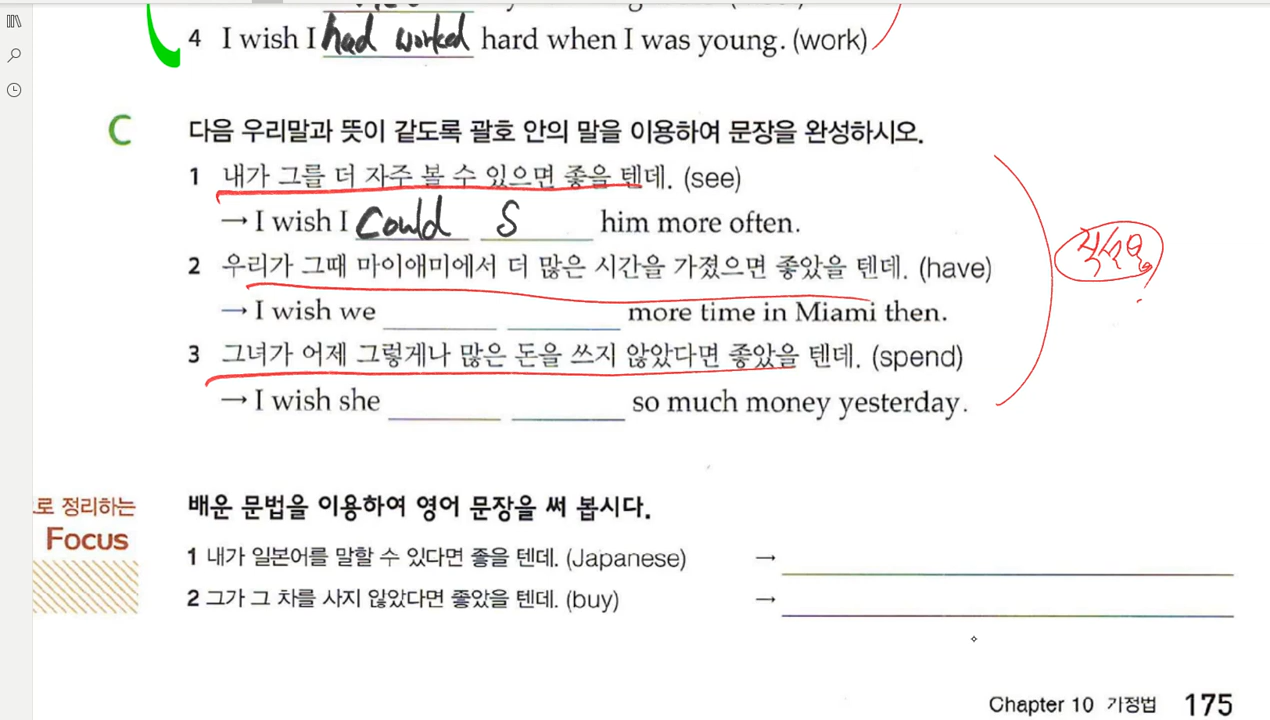 4 I wish I had worked hard when I was young. (work)
C 다음 우리말과 뜻이 같도록 괄호 안의 말을 이용하여 문장을 완성하시오.
1 내가 그를 더 자주 볼 수 있으면 좋을 텐데. (see)
→ I wish I could s him more often.
2 우리가 그때 마이애미에서 더 많은 시간을 가졌으면 좋았을 텐데. (have)
→ I wish we more time in Miami then.
3 그녀가 어제 그렇게나 많은 돈을 쓰지 않았다면 좋았을 텐데. (spend)
→ I wish she so much money yesterday.
로 정리하는
Focus
배운 문법을 이용하여 영어 문장을 써 봅시다.
1 내가 일본어를 말할 수 있다면 좋을 텐데. (Japanese) →
2 그가 그 차를 사지 않았다면 좋았을 텐데. (buy) →
Chapter 10 가정법 175